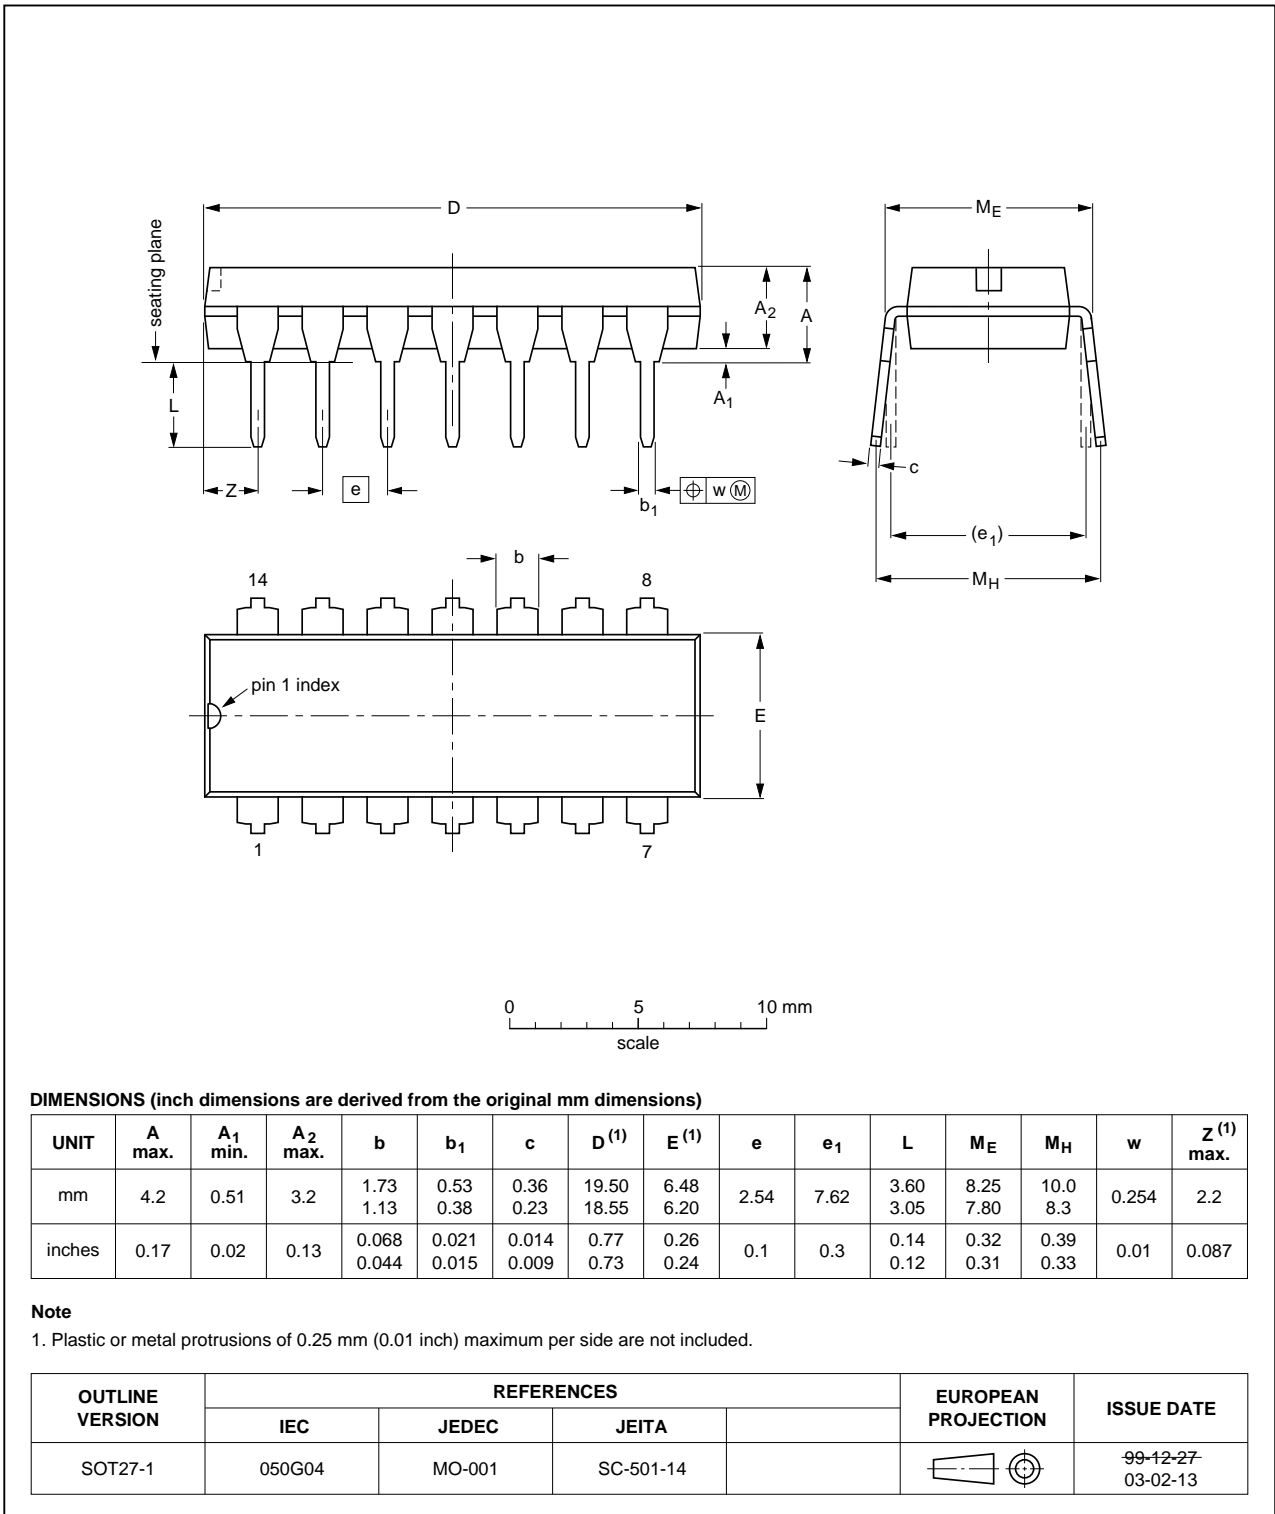 D
ME
seating plane
A2
A
A1
L
c
Z
e
b1
w M
(e1)
MH
b
14
8
pin 1 index
E
1
7
0 5 10 mm
scale
DIMENSIONS (inch dimensions are derived from the original mm dimensions)
UNIT A max. A1 min. A2 max. b b1 c D(1) E(1) e e1 L ME MH w Z(1) max.
mm 4.2 0.51 3.2 1.73 1.13 0.53 0.38 0.36 0.23 19.50 18.55 6.48 6.20 2.54 7.62 3.60 3.05 8.25 7.80 10.0 8.3 0.254 2.2
inches 0.17 0.02 0.13 0.068 0.044 0.021 0.015 0.014 0.009 0.77 0.73 0.26 0.24 0.1 0.3 0.14 0.12 0.32 0.31 0.39 0.33 0.01 0.087
Note
1. Plastic or metal protrusions of 0.25 mm (0.01 inch) maximum per side are not included.
OUTLINE VERSION REFERENCES EUROPEAN PROJECTION ISSUE DATE
IEC JEDEC JEITA
SOT27-1 050G04 MO-001 SC-501-14 99-12-27
03-02-13